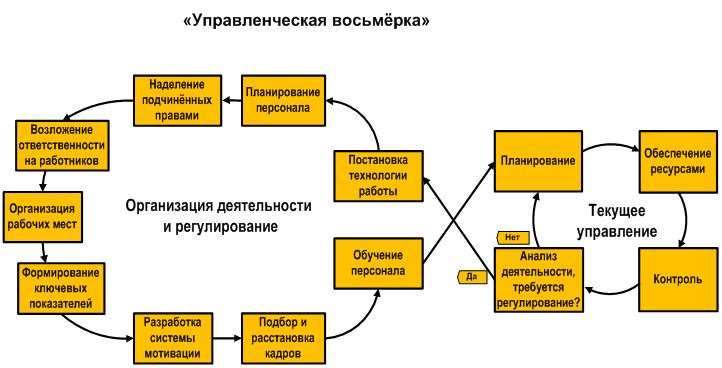 «Управленческая восьмёрка»
Наделение
подчинённых
правами
Планирование
персонала
Возложение
ответственности
на работников
Постановка
технологии
работы
Планирование
Обеспечение
ресурсами
Организация
рабочих мест
Организация деятельности
и регулирование
Текущее
управление
Нет
Обучение
персонала
Да
Анализ
деятельности,
требуется
регулирование?
Контроль
Формирование
ключевых
показателей
Разработка
системы
мотивации
Подбор и
расстановка
кадров